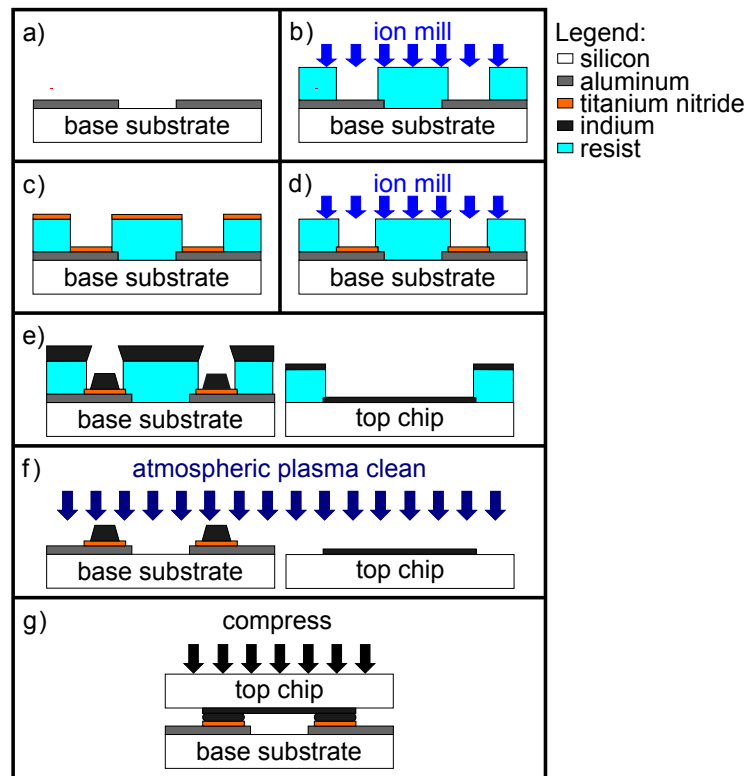 a)
base substrate
b)
ion mill
base substrate
Legend:
silicon
aluminum
titanium nitride
indium
resist
c)
base substrate
d)
ion mill
base substrate
e)
base substrate
top chip
f)
atmospheric plasma clean
base substrate
top chip
g)
compress
top chip
base substrate